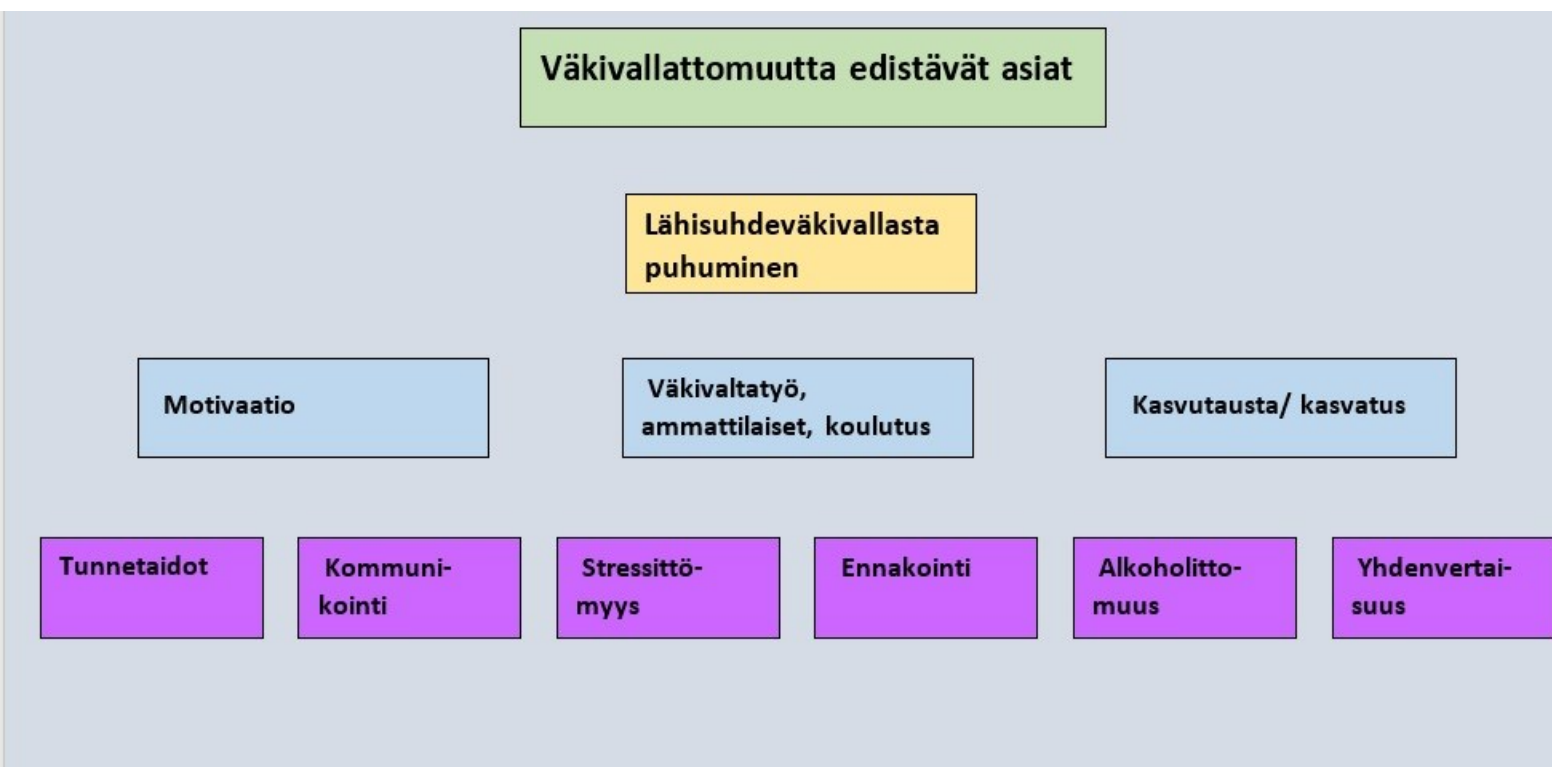 Väkivallattomuutta edistävät asiat
Lähisuhdeväkivallasta
puhuminen
Motivaatio
Väkivaltatyö,
ammattilaiset, koulutus
Kasvutausta/ kasvatus
Tunnetaidot
Kommuni-
kointi
Stressittö-
myys
Ennakointi
Alkoholitto-
muus
Yhdenvertai-
suus